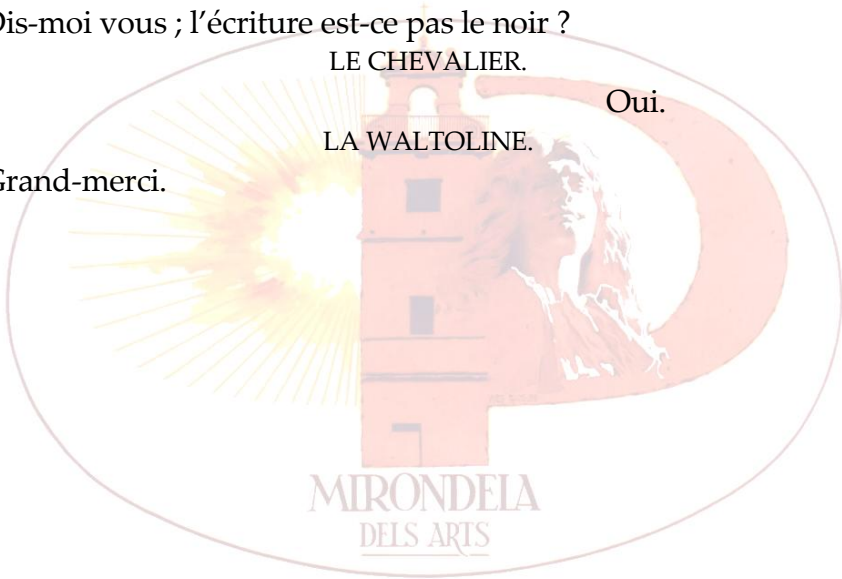 Dis-moi vous ; l’écriture est-ce pas le noir ?
LE CHEVALIER.
Oui.
LA WALTOLINE.
Grand-merci.
MIRONDELA
DELS ARTS